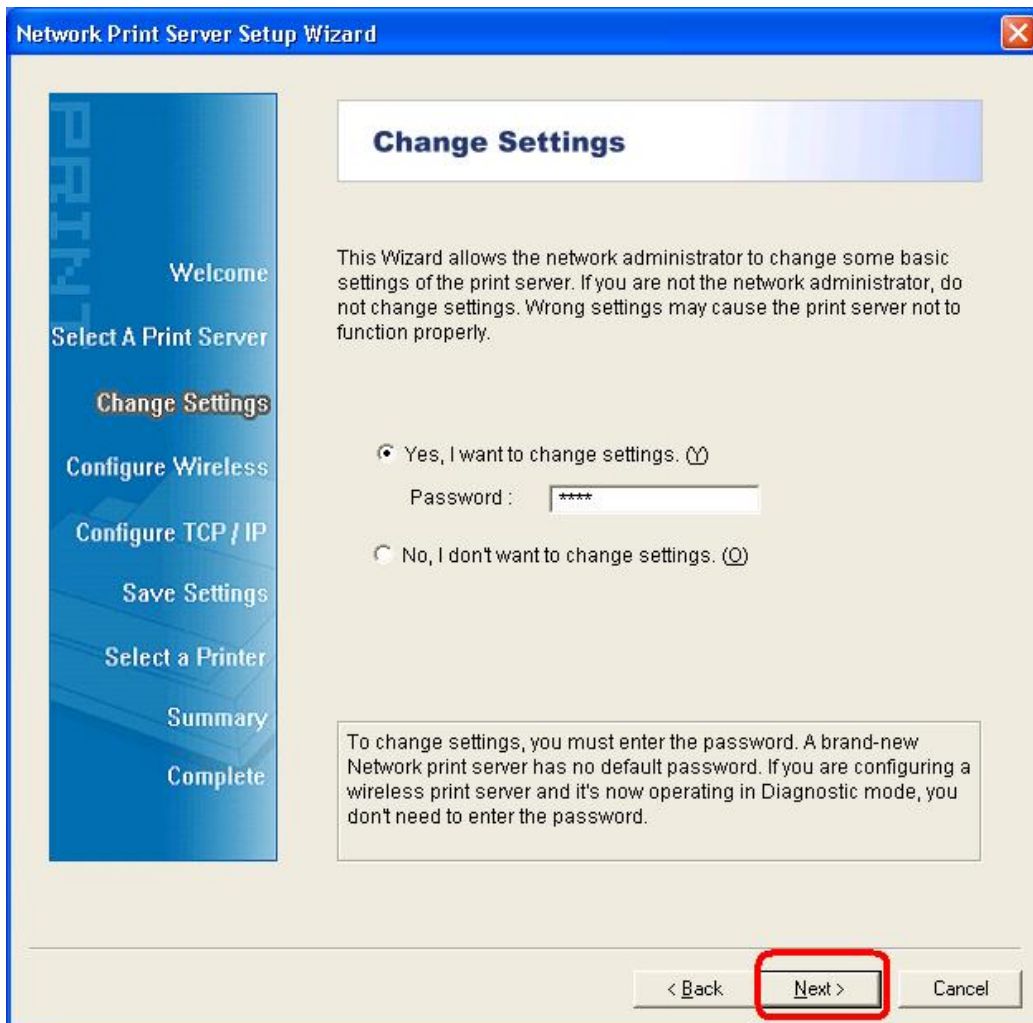 Network Print Server Setup Wizard
PRINT
Welcome
Select A Print Server
Change Settings
Configure Wireless
Configure TCP / IP
Save Settings
Select a Printer
Summary
Complete
Change Settings
This Wizard allows the network administrator to change some basic
settings of the print server. If you are not the network administrator, do
not change settings. Wrong settings may cause the print server not to
function properly.
Yes, I want to change settings. (Y)
Password : ****
No, I don't want to change settings. (O)
To change settings, you must enter the password. A brand-new
Network print server has no default password. If you are configuring a
wireless print server and it's now operating in Diagnostic mode, you
don't need to enter the password.
< Back
Next >
Cancel